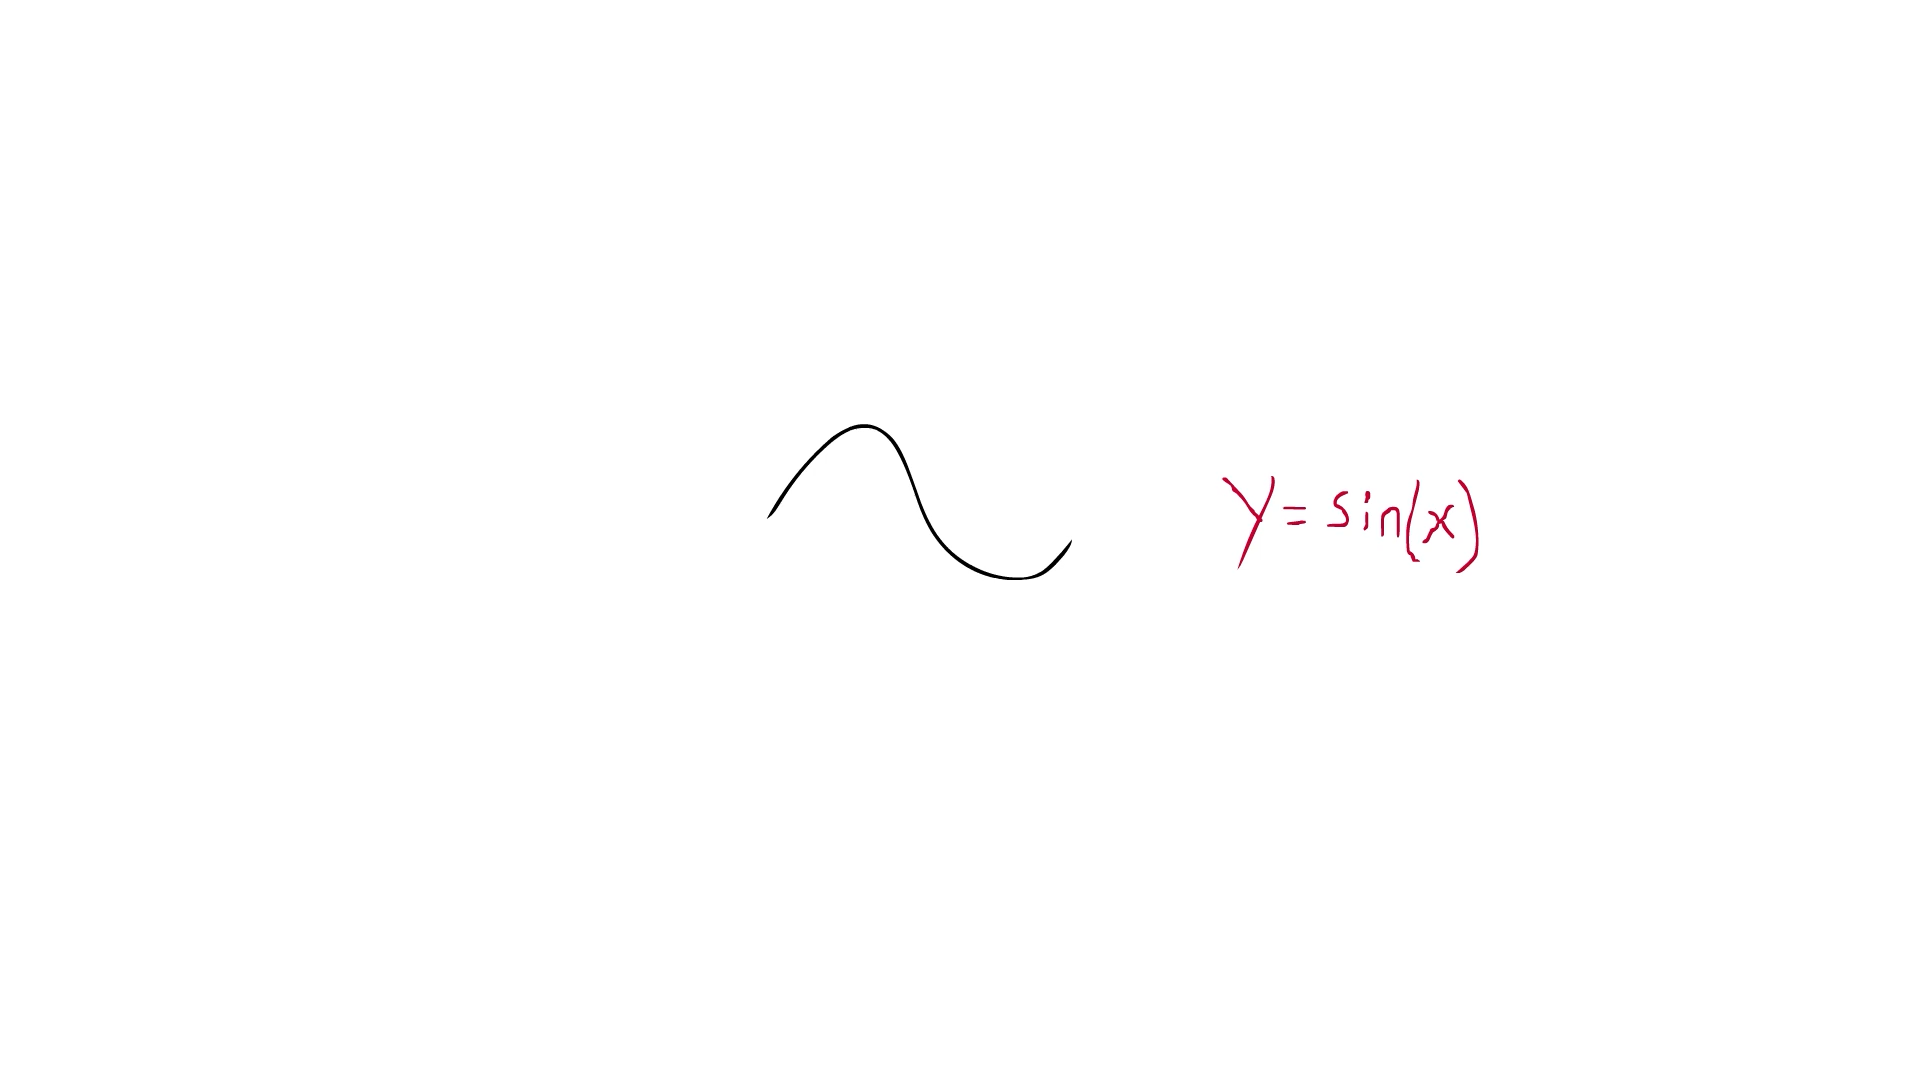 y = sin(x)